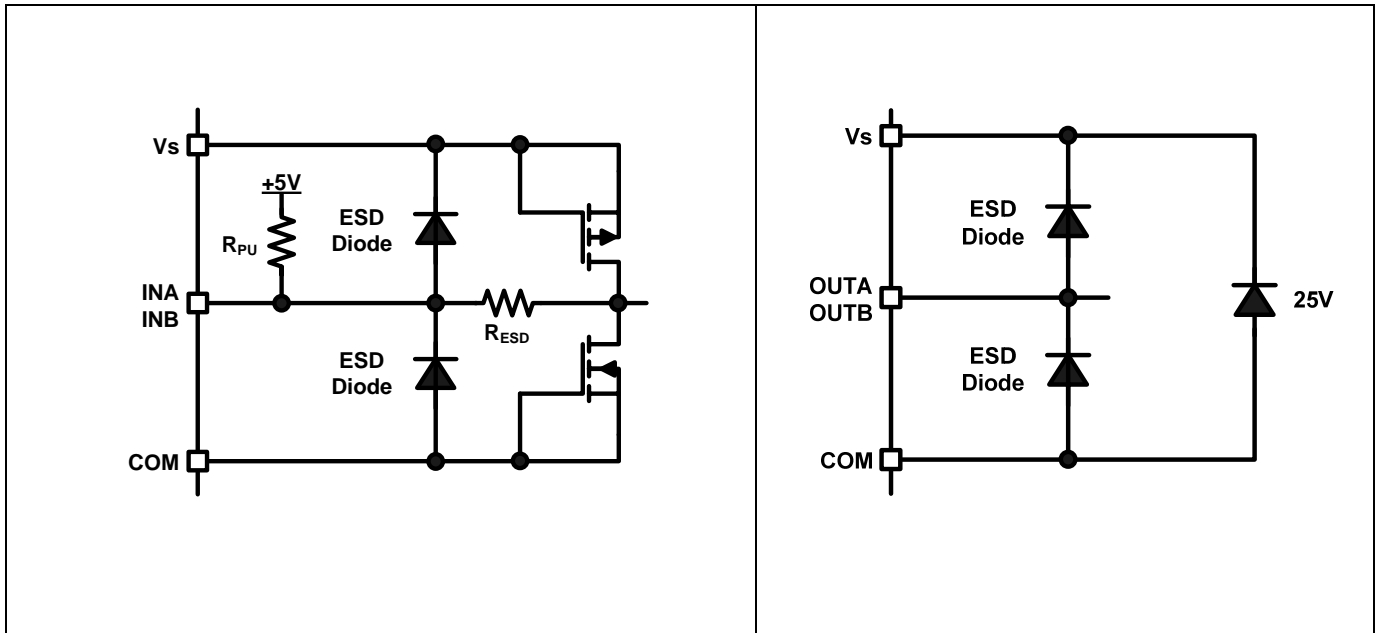 Vs
+5V
ESD
Diode
RPU
INA
INB
RESD
ESD
Diode
COM
Vs
ESD
Diode
OUTA
OUTB
25V
ESD
Diode
COM